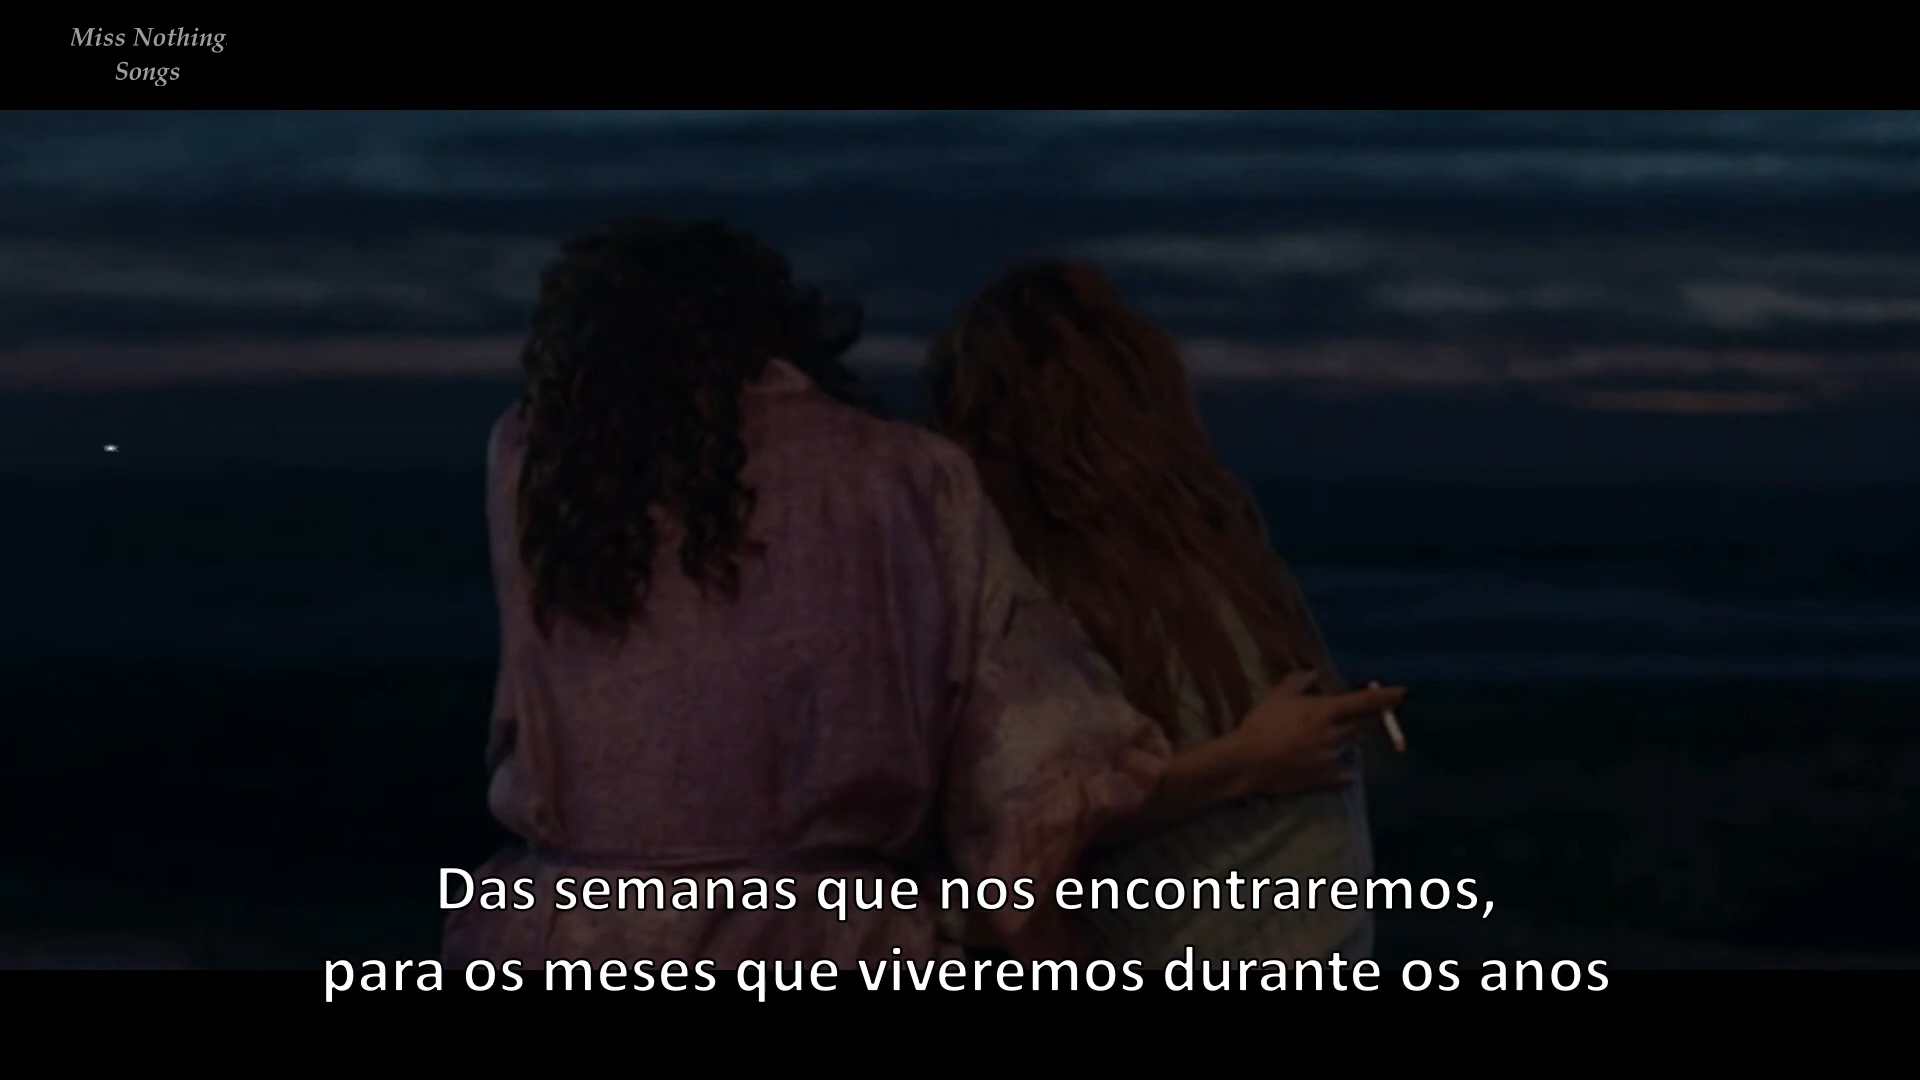 Miss Nothing
Songs
Das semanas que nos encontraremos,
para os meses que viveremos durante os anos